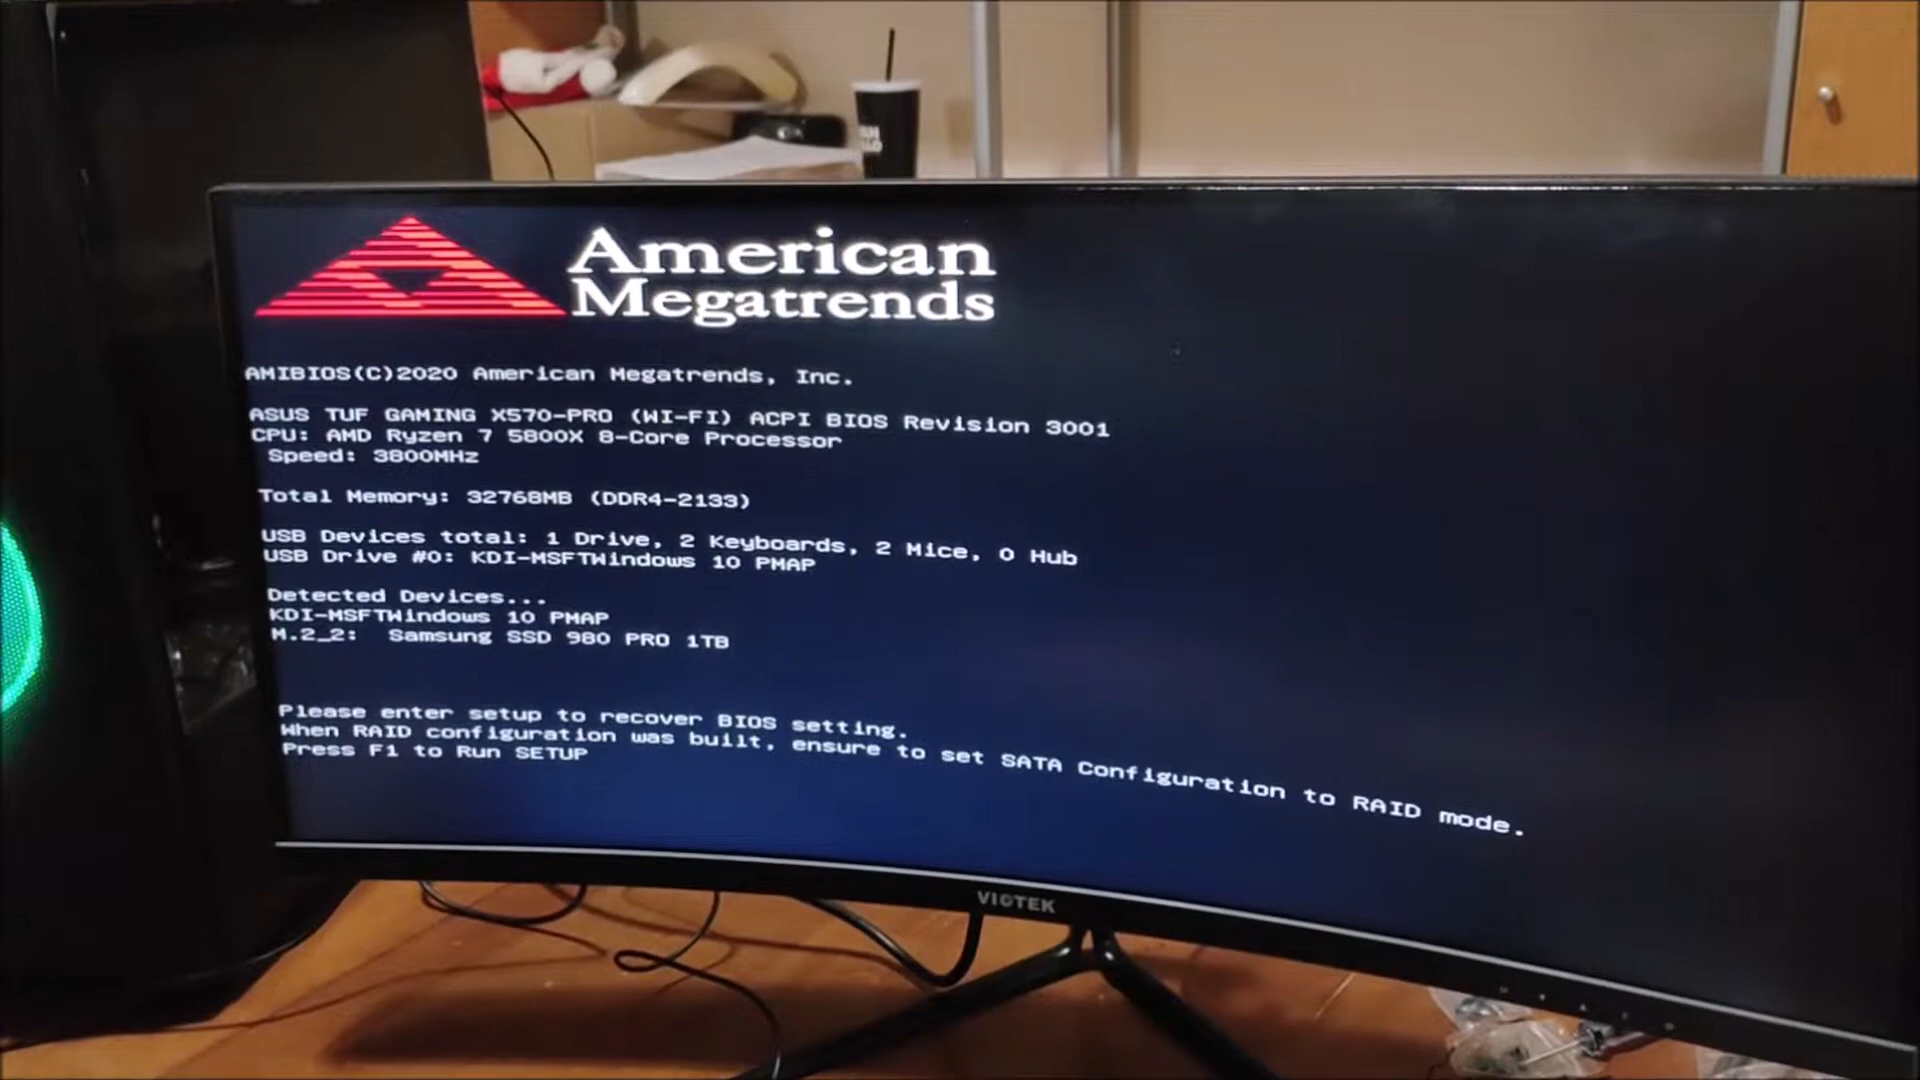 American
Megatrends
AMIBIOS(C)2020 American Megatrends, Inc.
ASUS TUF GAMING X570-PRO (WI-FI) ACPI BIOS Revision 3001
CPU: AMD Ryzen 7 5800X 8-Core Processor
Speed: 3800MHz
Total Memory: 32768MB (DDR4-2133)
USB Devices total: 1 Drive, 2 Keyboards, 2 Mice, 0 Hub
USB Drive #0: KDI-MSFTWindows 10 PMAP
Detected Devices...
KDI-MSFTWindows 10 PMAP
M.2_2: Samsung SSD 980 PRO 1TB
Please enter setup to recover BIOS setting.
When RAID configuration was built, ensure to set SATA Configuration to RAID mode.
Press F1 to Run SETUP
VIOTEK